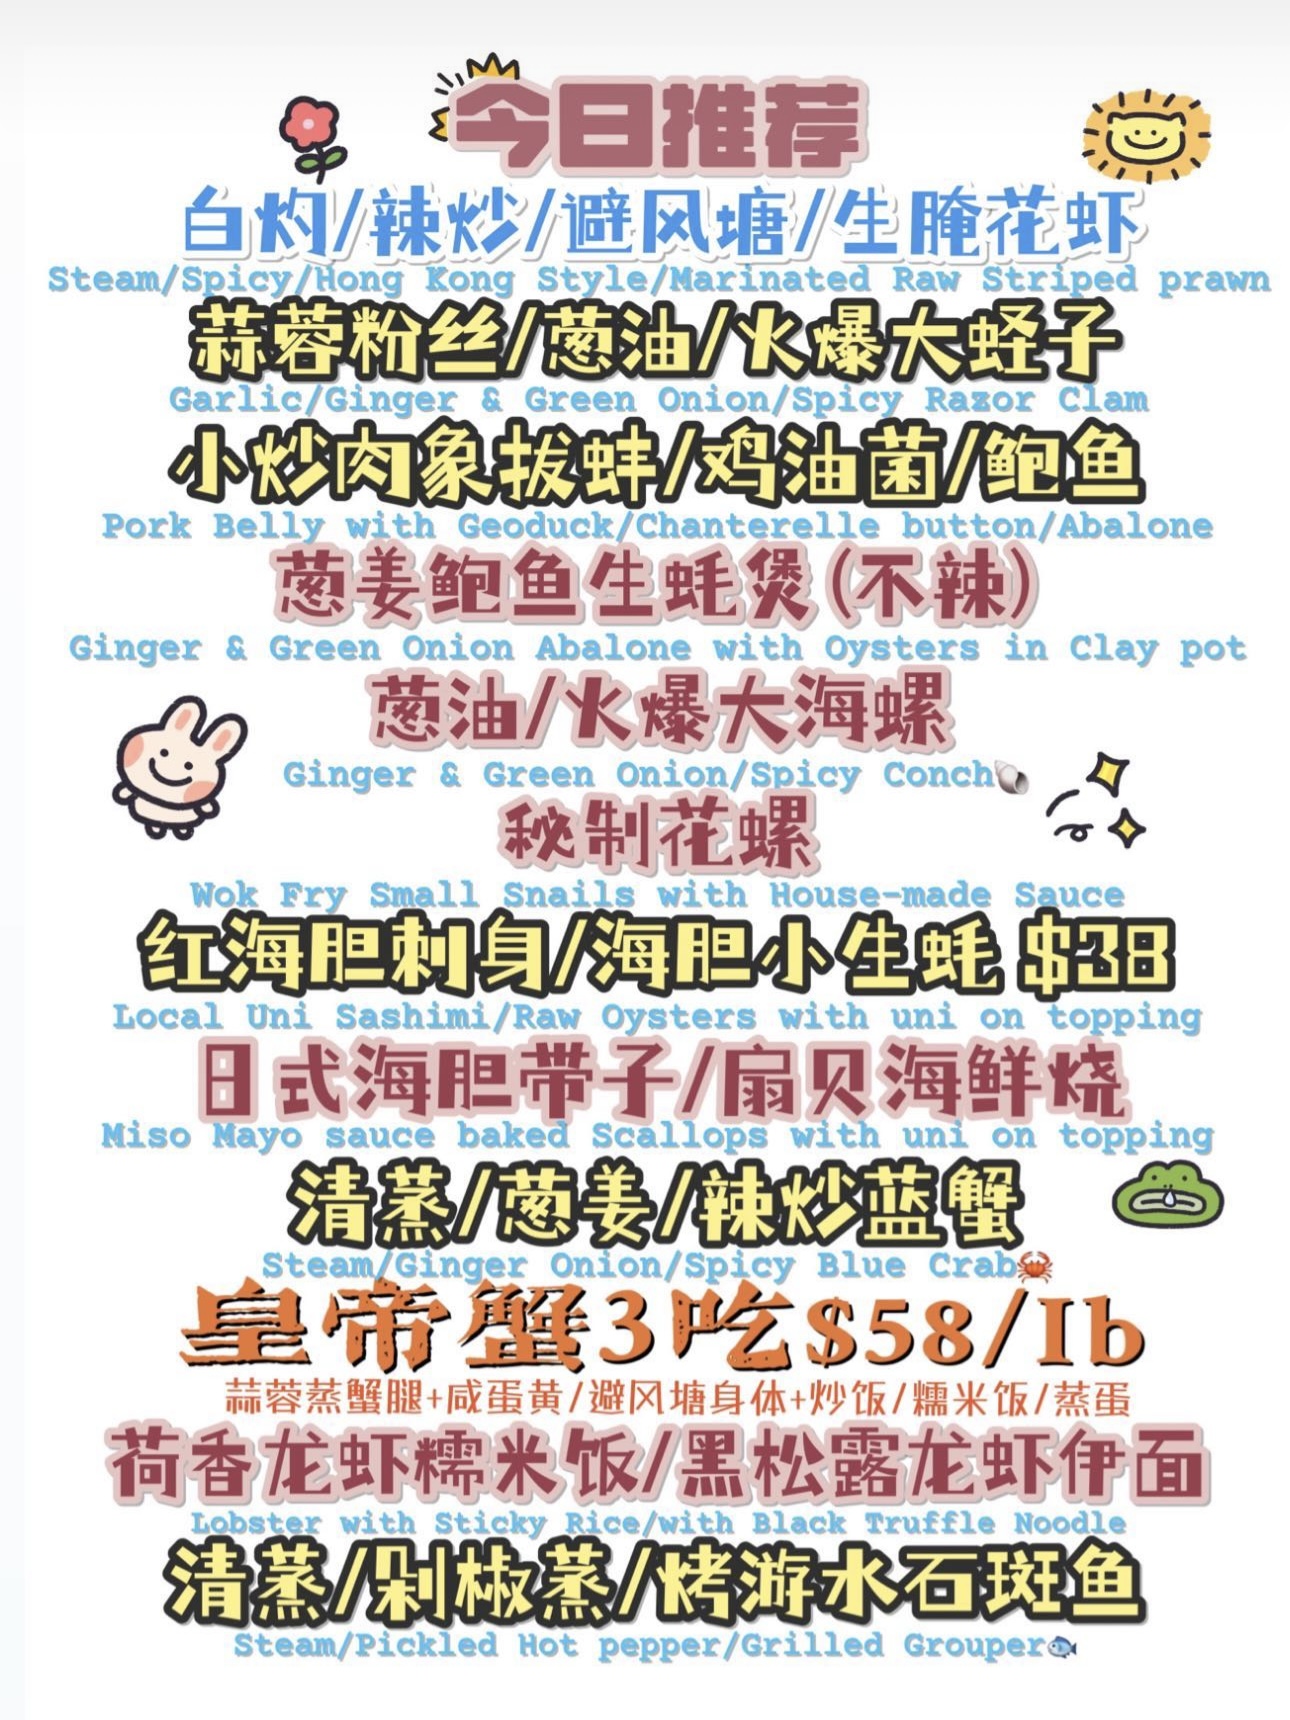 今日推荐
白灼/辣炒/避风塘/生腌花虾
Steam/Spicy/Hong Kong Style/Marinated Raw Striped prawn
蒜蓉粉丝/葱油/火爆大蛏子
Garlic/Ginger & Green Onion/Spicy Razor Clam
小炒肉象拔蚌/鸡油菌/鲍鱼
Pork Belly with Geoduck/Chanterelle button/Abalone
葱姜鲍鱼生蚝煲(不辣)
Ginger & Green Onion Abalone with Oysters in Clay pot
葱油/火爆大海螺
Ginger & Green Onion/Spicy Conch
秘制花螺
Wok Fry Small Snails with House-made Sauce
红海胆刺身/海胆小生蚝 $38
Local Uni Sashimi/Raw Oysters with uni on topping
日式海胆带子/扇贝海鲜烧
Miso Mayo sauce baked Scallops with uni on topping
清蒸/葱姜/辣炒蓝蟹
Steam/Ginger Onion/Spicy Blue Crab
皇帝蟹3吃$58/Ib
蒜蓉蒸蟹腿+咸蛋黄/避风塘身体+炒饭/糯米饭/蒸蛋
荷香龙虾糯米饭/黑松露龙虾伊面
Lobster with Sticky Rice/with Black Truffle Noodle
清蒸/剁椒蒸/烤游水石斑鱼
Steam/Pickled Hot pepper/Grilled Grouper